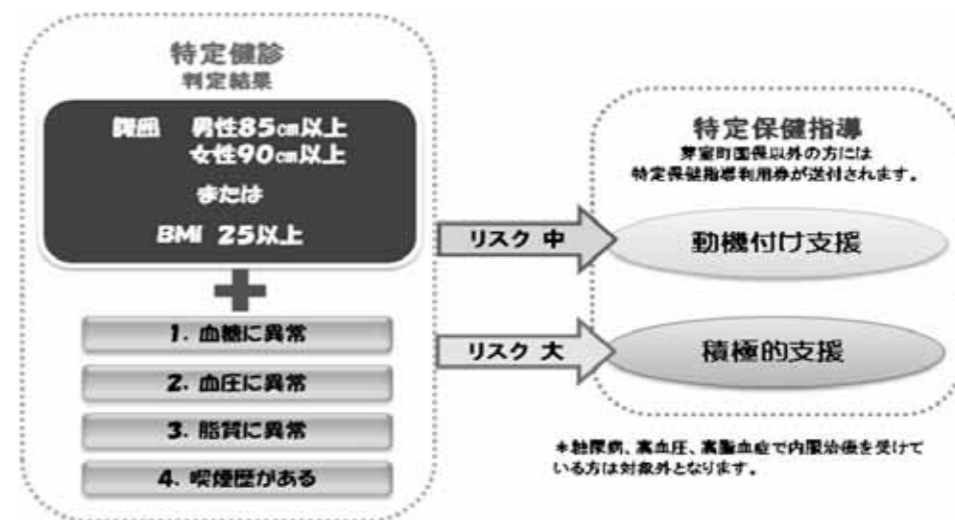 特定健診
判定結果
腹囲 男性85cm以上
女性90cm以上
または
BMI 25以上
1. 血糖に異常
2. 血圧に異常
3. 脂質に異常
4. 喫煙歴がある
リスク 中
リスク 大
特定保健指導
芽室町国保以外の方には
特定保健指導利用券が送付されます。
動機付け支援
積極的支援
＊糖尿病、高血圧、高脂血症で内服治療を受けて
いる方は対象外となります。